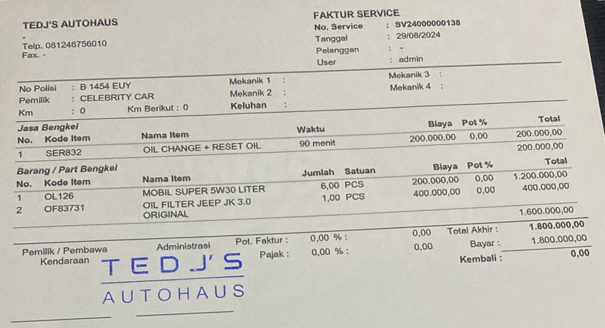 TEDJ'S AUTOHAUS
-
Telp. 081246756010
Fax. -
FAKTUR SERVICE
No. Service : SV24000000138
Tanggal : 29/08/2024
Pelanggan : -
User : admin
No Polisi : B 1454 EUY
Pemilik : CELEBRITY CAR
Km : 0 Km Berikut : 0
Mekanik 1 :
Mekanik 2 :
Keluhan :
Mekanik 3 :
Mekanik 4 :
Jasa Bengkel
No. Kode Item Nama Item Waktu Biaya Pot % Total
1 SER832 OIL CHANGE + RESET OIL 90 menit 200.000,00 0,00 200.000,00
200.000,00
Barang / Part Bengkel
No. Kode Item Nama Item Jumlah Satuan Biaya Pot % Total
1 OL126 MOBIL SUPER 5W30 LITER 6,00 PCS 200.000,00 0,00 1.200.000,00
2 OF83731 OIL FILTER JEEP JK 3.0 ORIGINAL 1,00 PCS 400.000,00 0,00 400.000,00
1.600.000,00
Pemilik / Pembawa Kendaraan
Administrasi
Pot. Faktur : 0,00 % : 0,00 Total Akhir : 1.800.000,00
Pajak : 0,00 % : 0,00 Bayar : 1.800.000,00
Kembali : 0,00
TEDJ'S
AUTOHAUS